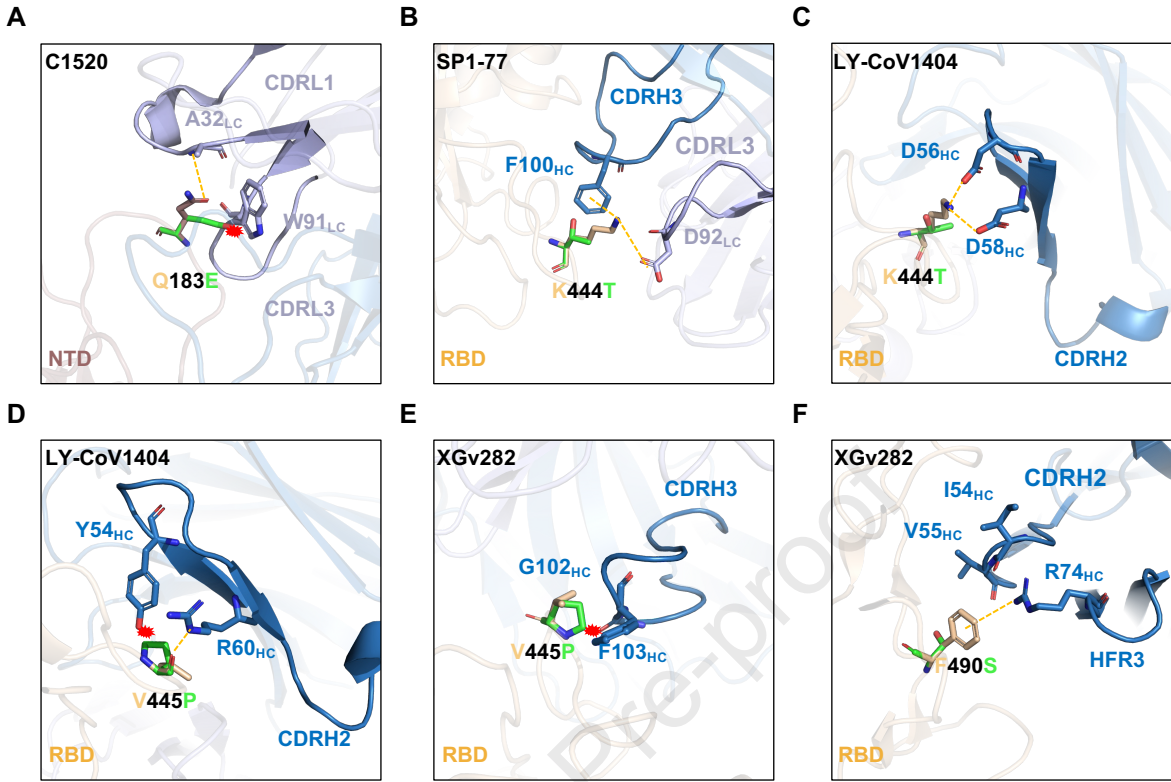 A
C1520
CDRL1
A32LC
W91LC
Q183E
CDRL3
NTD
B
SP1-77
CDRH3
CDRL3
F100HC
D92LC
K444T
RBD
C
LY-CoV1404
D56HC
D58HC
K444T
RBD
CDRH2
D
LY-CoV1404
Y54HC
R60HC
V445P
CDRH2
RBD
E
XGv282
CDRH3
G102HC
F103HC
V445P
RBD
F
XGv282
CDRH2
I54HC
V55HC
R74HC
F490S
HFR3
RBD
Pre-proof